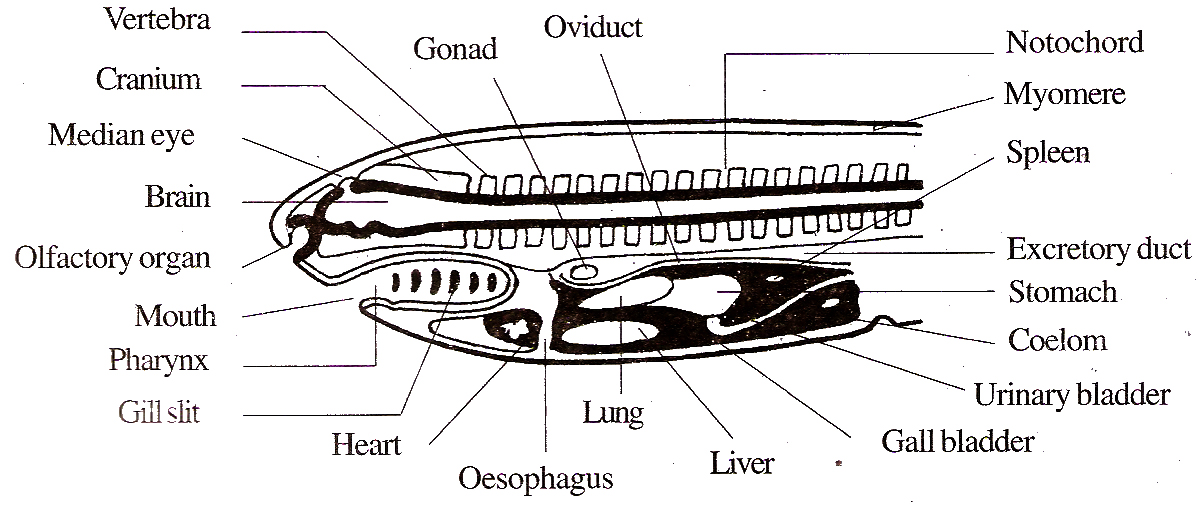 Vertebra
Cranium
Median eye
Brain
Olfactory organ
Mouth
Pharynx
Gill slit
Heart
Oesophagus
Gonad
Oviduct
Lung
Liver
Notochord
Myomere
Spleen
Excretory duct
Stomach
Coelom
Urinary bladder
Gall bladder